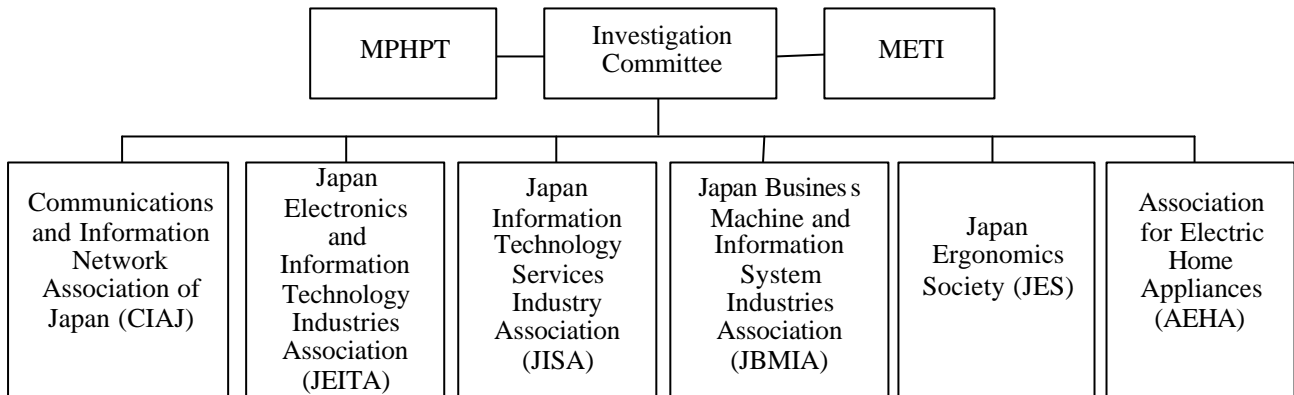 MPHPT
Investigation
Committee
METI
Communications
and Information
Network
Association of
Japan (CIAJ)
Japan
Electronics
and
Information
Technology
Industries
Association
(JEITA)
Japan
Information
Technology
Services
Industry
Association
(JISA)
Japan Business
Machine and
Information
System
Industries
Association
(JBMIA)
Japan
Ergonomics
Society (JES)
Association
for Electric
Home
Appliances
(AEHA)